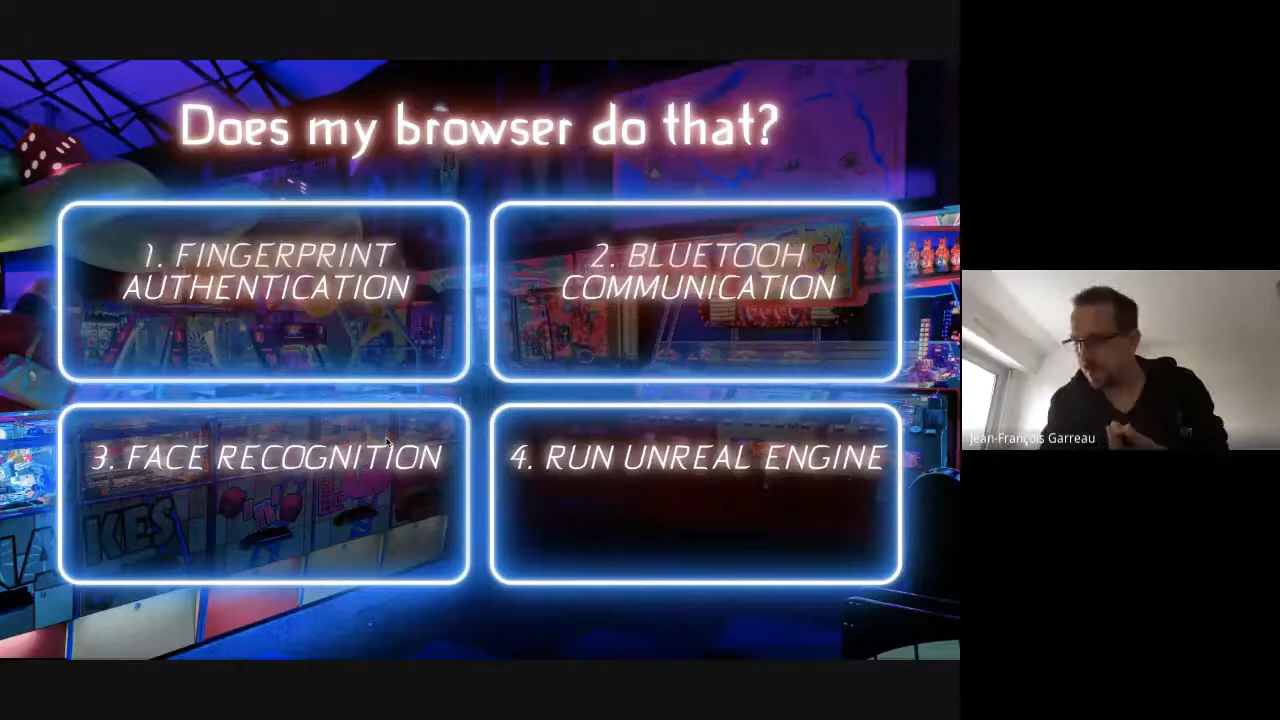 Does my browser do that?
1. FINGERPRINT
AUTHENTICATION
2. BLUETOOH
COMMUNICATION
3. FACE RECOGNITION
4. RUN UNREAL ENGINE
KES
Jean-François Garreau